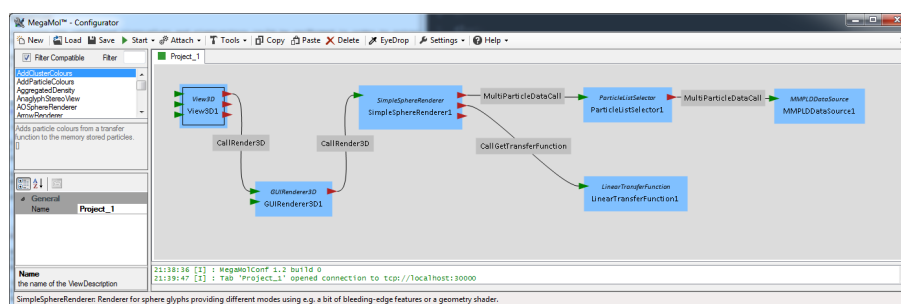 MegaMol™ - Configurator
New Load Save Start Attach Tools Copy Paste Delete EyeDrop Settings Help
Filter Compatible Filter
Project_1
AddClusterColours
AddParticleColours
AggregatedDensity
AnaglyphStereoView
AOSphereRenderer
ArrowRenderer
Adds particle colours from a transfer
function to the memory stored particles.
[]
General
Name Project_1
Name
the name of the ViewDescription
View3D
View3D1
CallRender3D
GUIRenderer3D
GUIRenderer3D1
CallRender3D
SimpleSphereRenderer
SimpleSphereRenderer1
MultiParticleDataCall
ParticleListSelector
ParticleListSelector1
MultiParticleDataCall
MMPLDDataSource
MMPLDDataSource1
CallGetTransferFunction
LinearTransferFunction
LinearTransferFunction1
21:38:36 [I] : MegaMolConf 1.2 build 0
21:39:47 [I] : Tab 'Project_1' opened connection to tcp://localhost:30000
SimpleSphereRenderer: Renderer for sphere glyphs providing different modes using e.g. a bit of bleeding-edge features or a geometry shader.